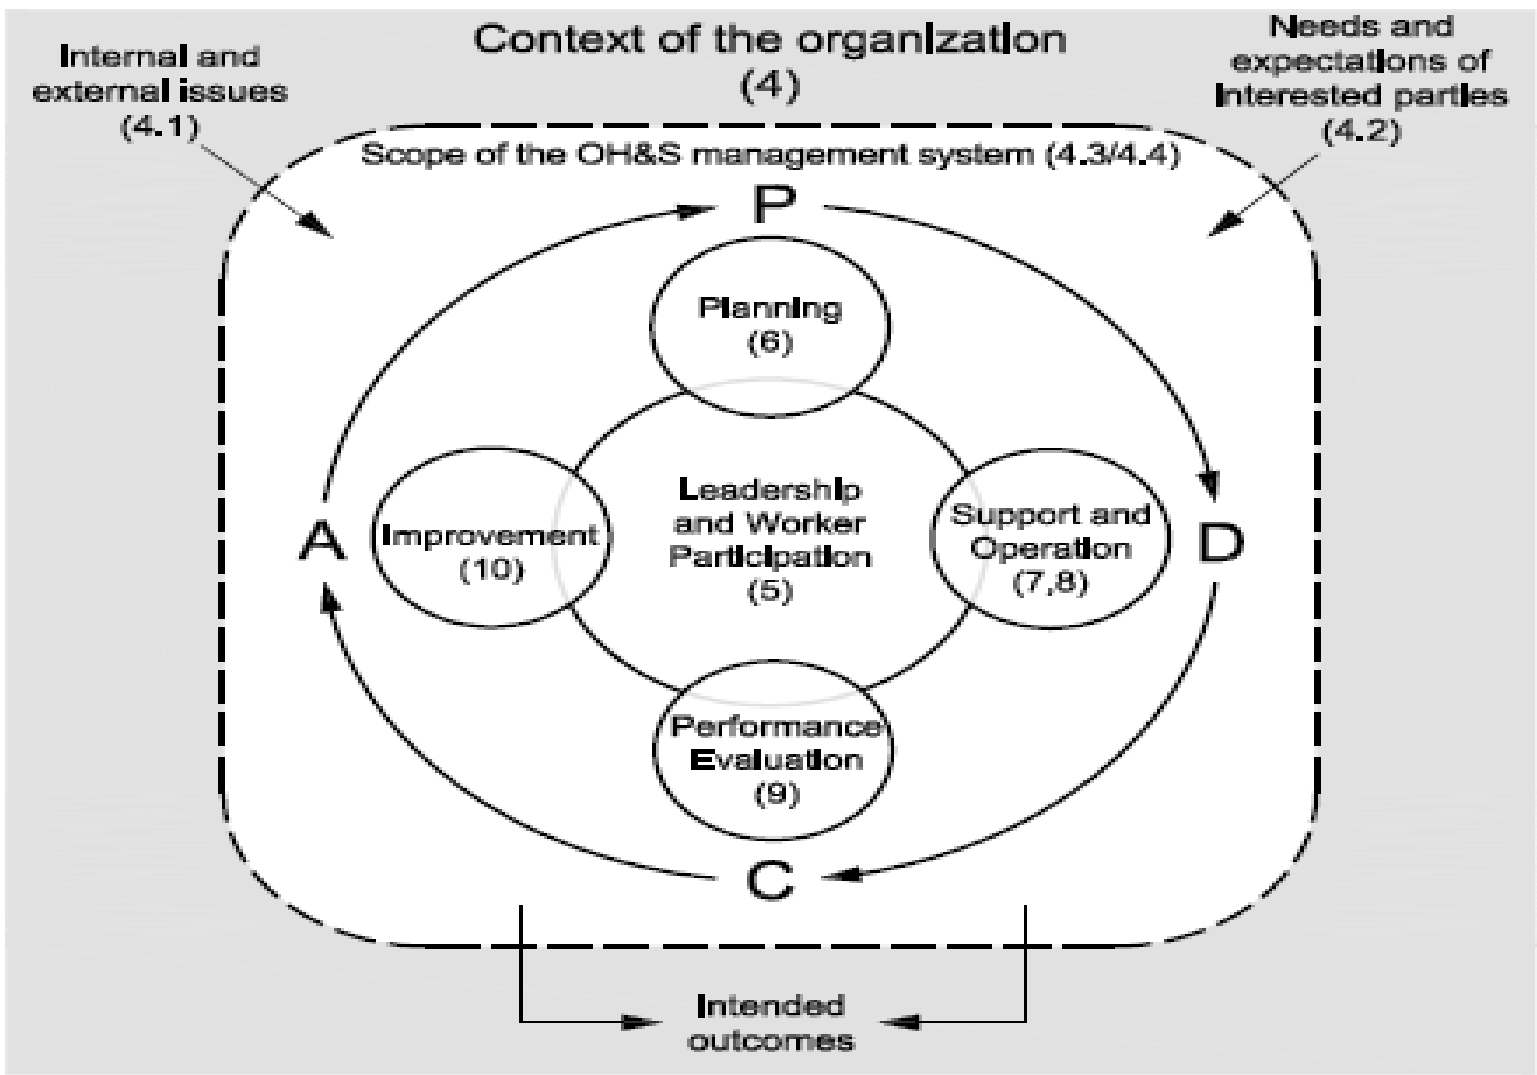 Context of the organization
(4)
Internal and
external issues
(4.1)
Needs and
expectations of
interested parties
(4.2)
Scope of the OH&S management system (4.3/4.4)
P
Planning
(6)
A
Improvement
(10)
Leadership
and Worker
Participation
(5)
Support and
Operation
(7,8)
D
Performance
Evaluation
(9)
C
Intended
outcomes